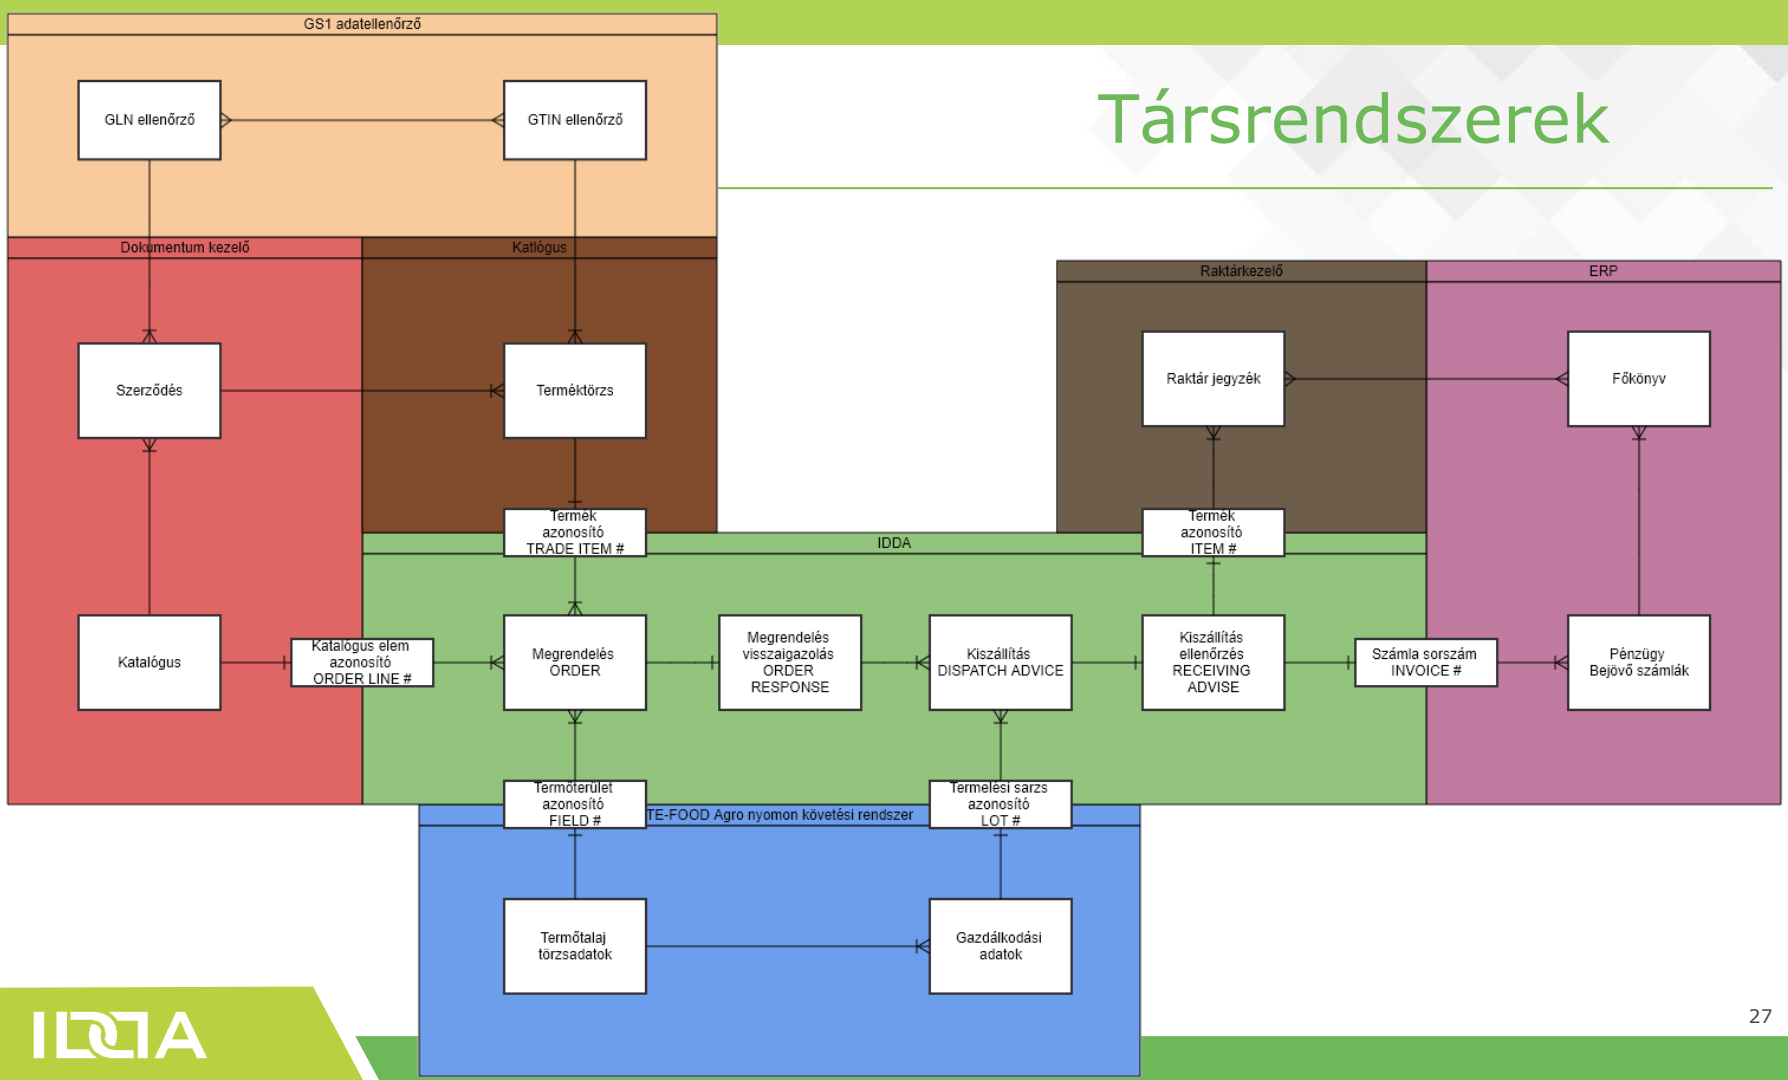 GS1 adatellenőrző
GLN ellenőrző
GTIN ellenőrző
Társrendszerek
Dokumentum kezelő
Katlógus
Raktárkezelő
ERP
Szerződés
Terméktörzs
Raktár jegyzék
Főkönyv
Termék
azonosító
TRADE ITEM #
Termék
azonosító
ITEM #
IDDA
Katalógus
Katalógus elem
azonosító
ORDER LINE #
Megrendelés
ORDER
Megrendelés
visszaigazolás
ORDER
RESPONSE
Kiszállítás
DISPATCH ADVICE
Kiszállítás
ellenőrzés
RECEIVING
ADVISE
Számla sorszám
INVOICE #
Pénzügy
Bejövő számlák
Termőterület
azonosító
FIELD #
TE-FOOD Agro nyomon követési rendszer
Termelési sarzs
azonosító
LOT #
Termőtalaj
törzsadatok
Gazdálkodási
adatok
IDDA
27